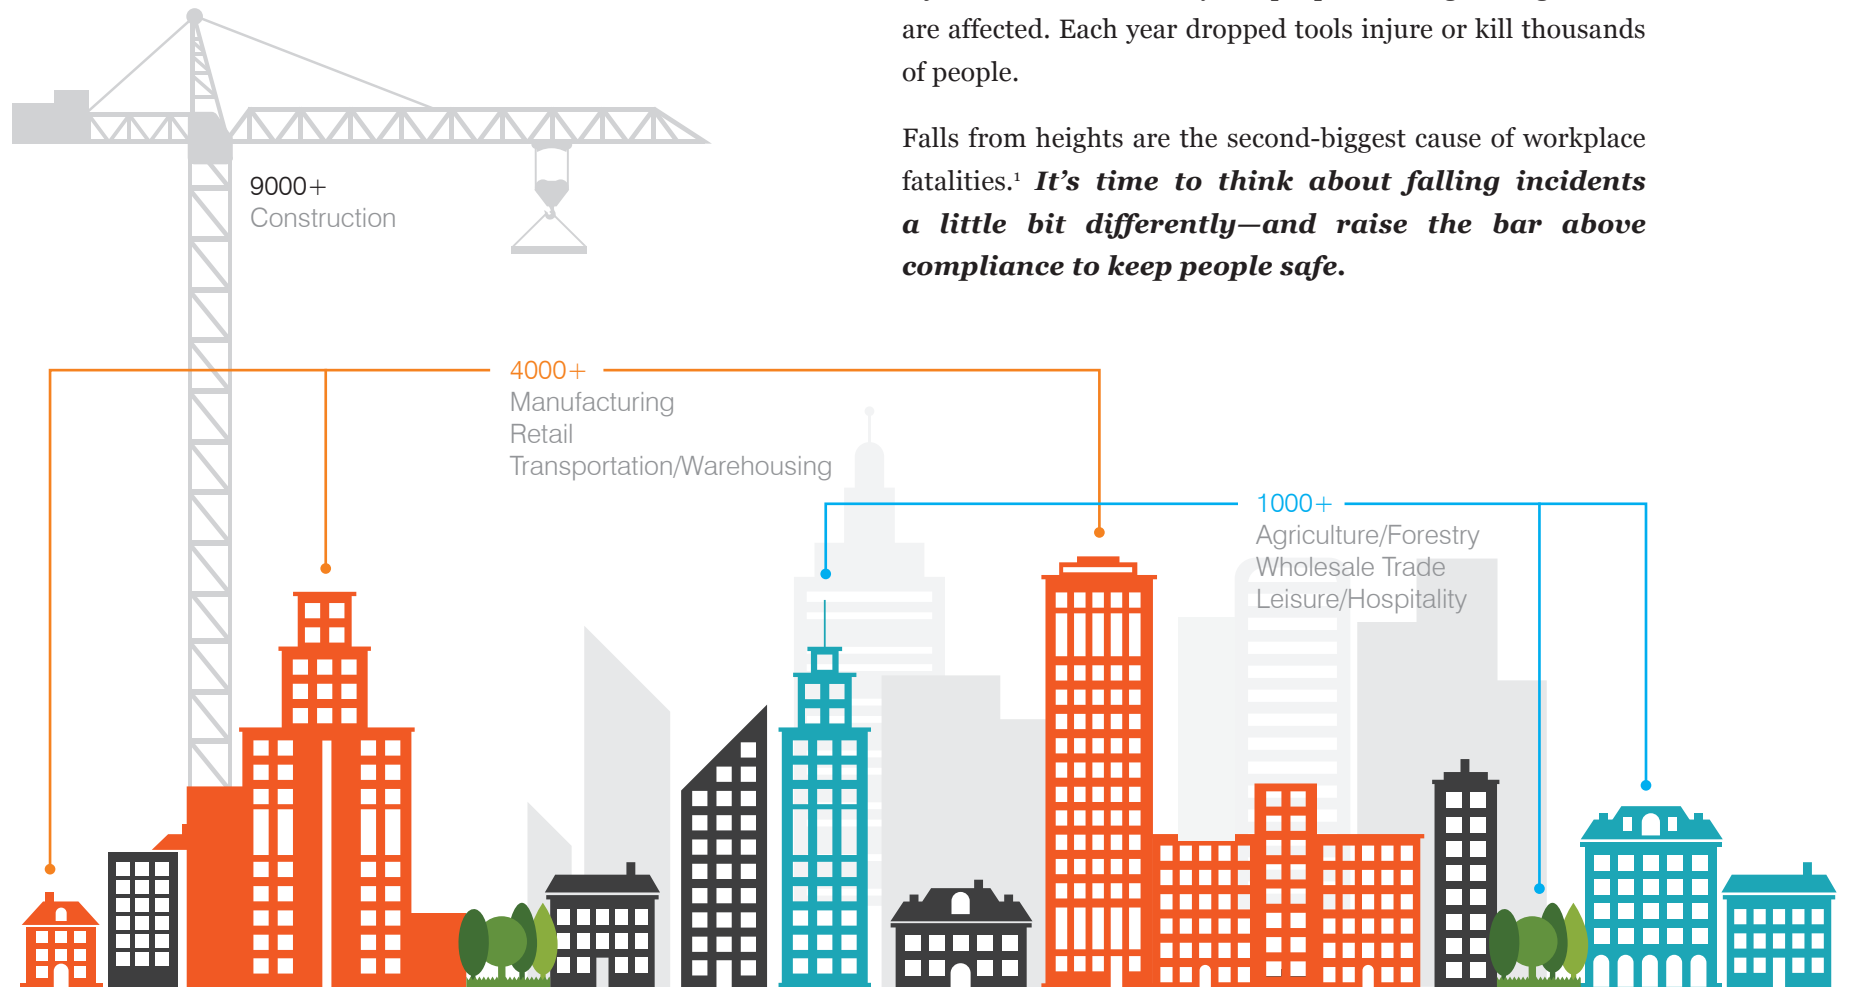 are affected. Each year dropped tools injure or kill thousands
of people.
Falls from heights are the second-biggest cause of workplace
fatalities.¹ It’s time to think about falling incidents
a little bit differently—and raise the bar above
compliance to keep people safe.
9000+
Construction
4000+
Manufacturing
Retail
Transportation/Warehousing
1000+
Agriculture/Forestry
Wholesale Trade
Leisure/Hospitality